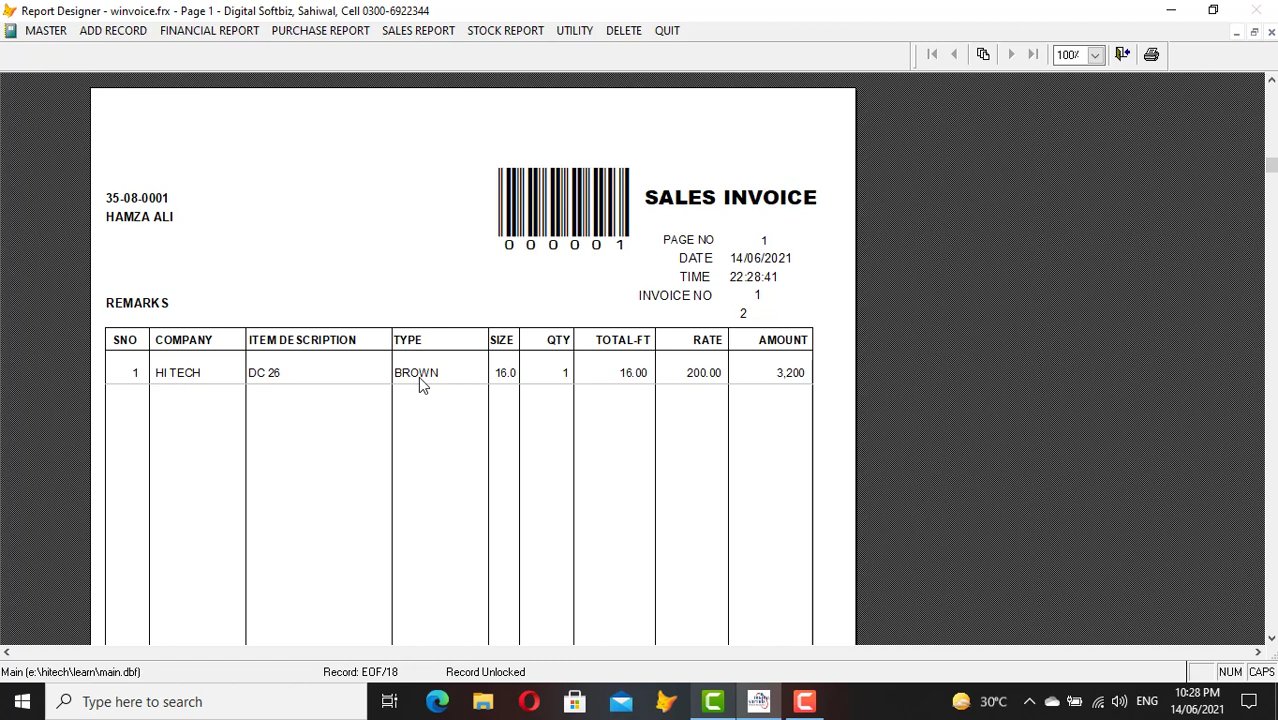 Report Designer - winvoice.frx - Page 1 - Digital Softbiz, Sahiwal, Cell 0300-6922344
MASTER ADD RECORD FINANCIAL REPORT PURCHASE REPORT SALES REPORT STOCK REPORT UTILITY DELETE QUIT
100%
35-08-0001
HAMZA ALI
000001
SALES INVOICE
PAGE NO 1
DATE 14/06/2021
TIME 22:28:41
INVOICE NO 1
2
REMARKS
SNO COMPANY ITEM DESCRIPTION TYPE SIZE QTY TOTAL-FT RATE AMOUNT
1 HI TECH DC 26 BROWN 16.0 1 16.00 200.00 3,200
Main (e:\hitech\learn\main.dbf) Record: EOF/18 Record Unlocked NUM CAPS
Type here to search 30°C ENG 10:28 PM
14/06/2021